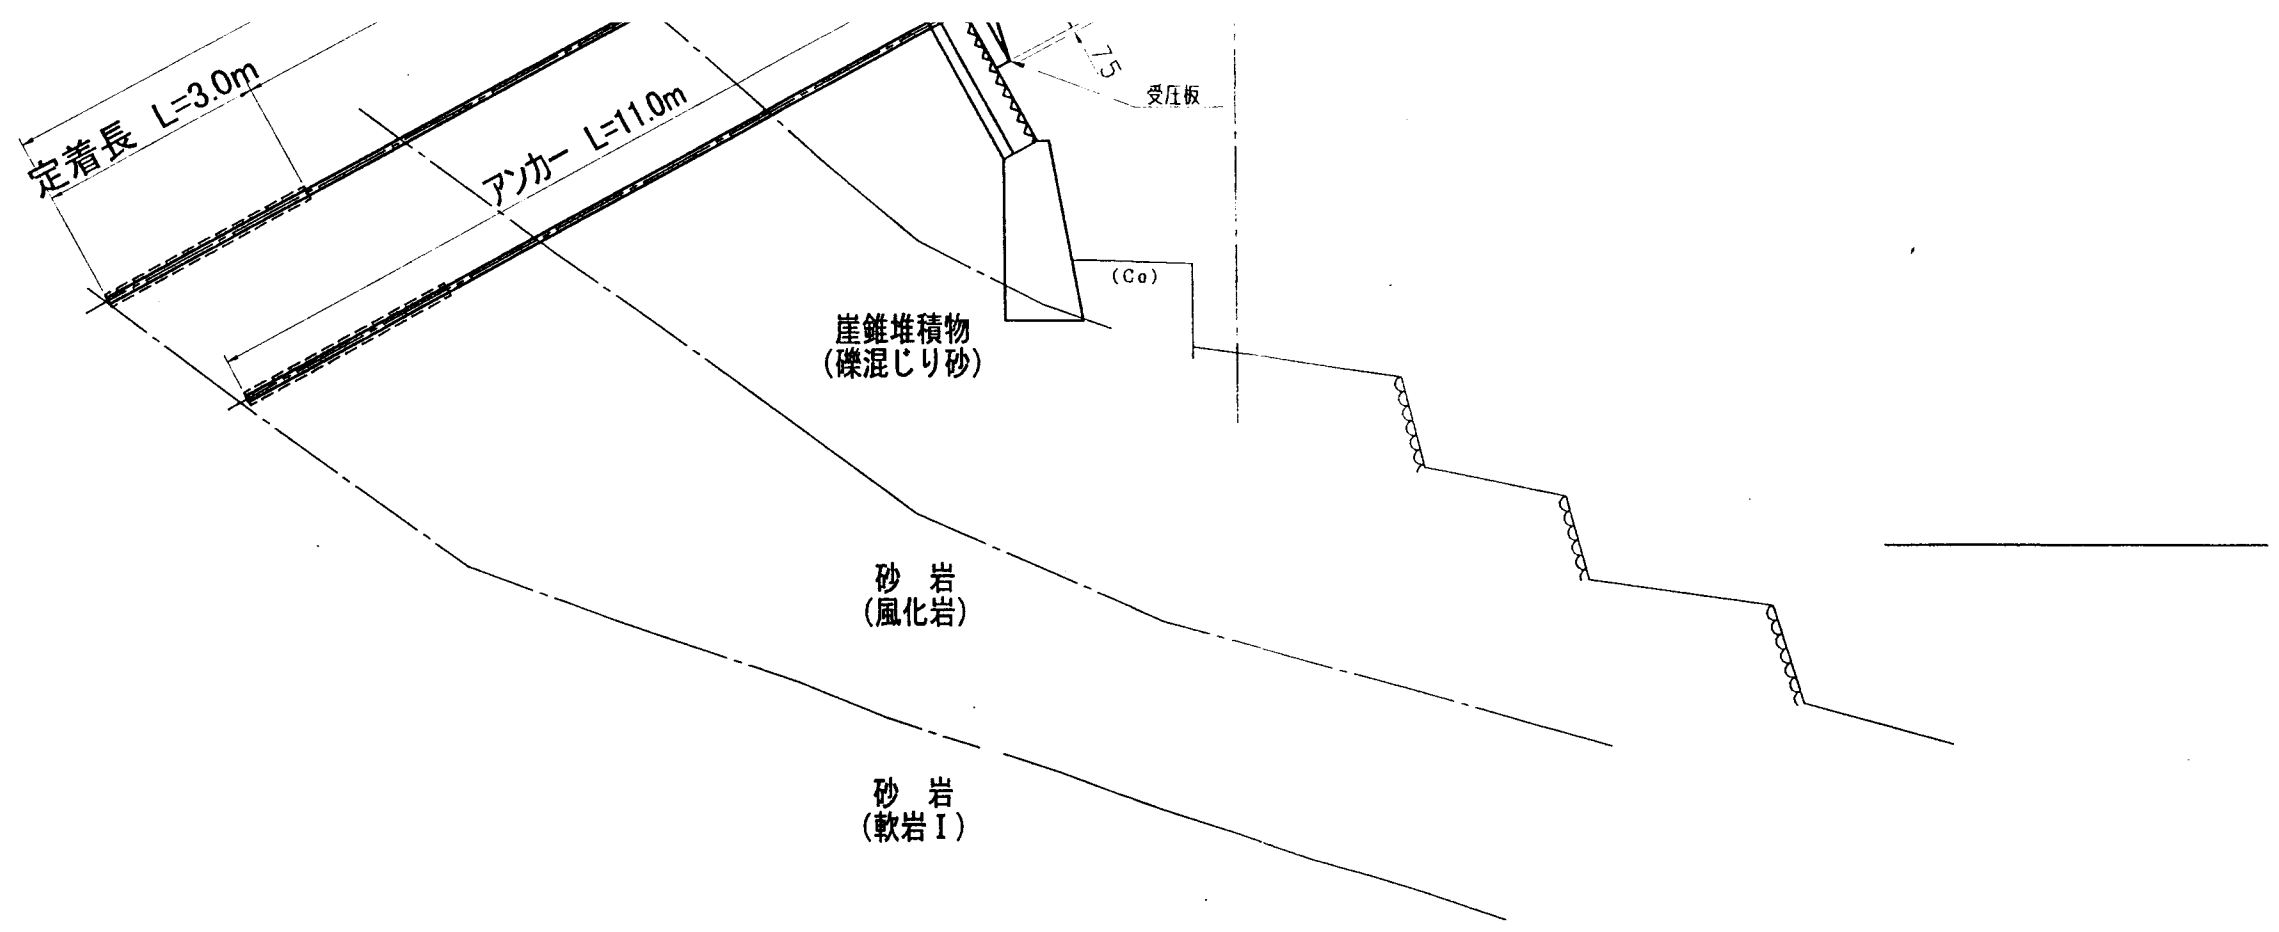 定着長 L=3.0m
アンカー L=11.0m
75
受圧板
(Co)
崖錐堆積物
(礫混じり砂)
砂 岩
(風化岩)
砂 岩
(軟岩Ⅰ)